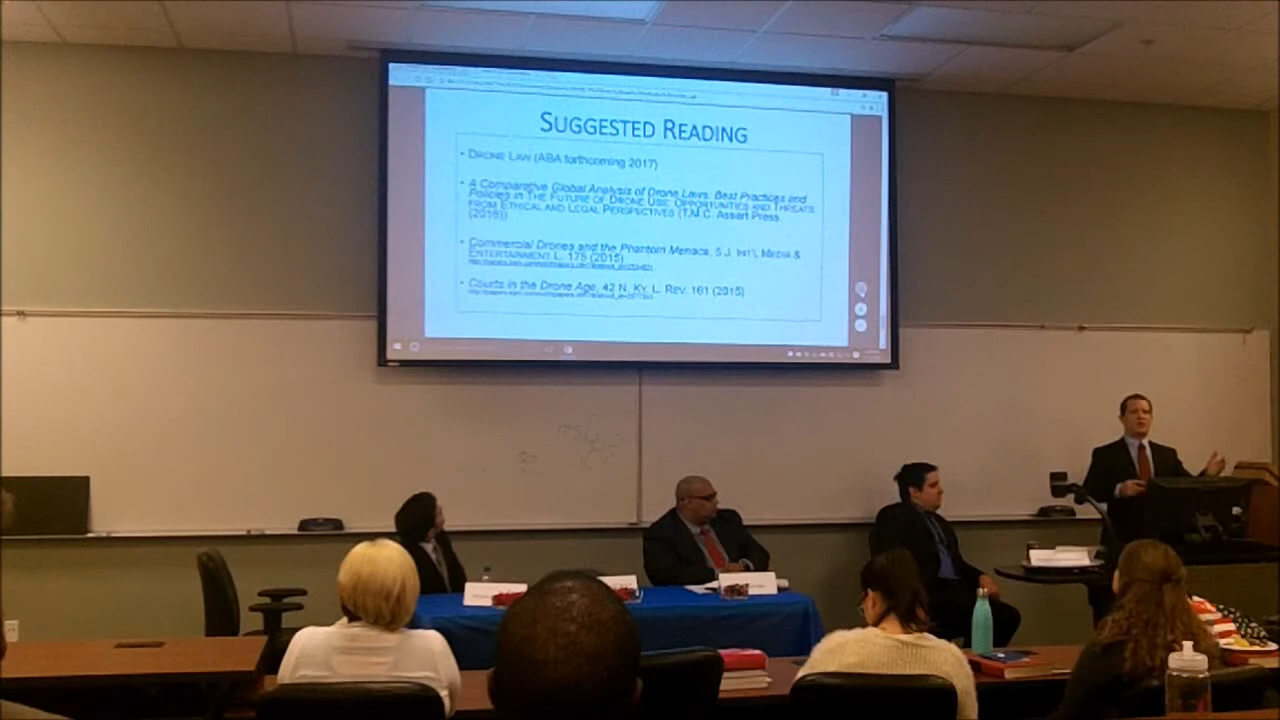 SUGGESTED READING
• DRONE LAW (ABA forthcoming 2017)
• A Comparative Global Analysis of Drone Laws: Best Practices and
Policies in THE FUTURE OF DRONE USE: OPPORTUNITIES AND THREATS
FROM ETHICAL AND LEGAL PERSPECTIVES (T.M.C. Assert Press
(2016))
• Commercial Drones and the Phantom Menace, 5 J. INT'L MEDIA &
ENTERTAINMENT L. 175 (2015)
• Courts in the Drone Age, 42 N. KY. L. REV. 161 (2015)